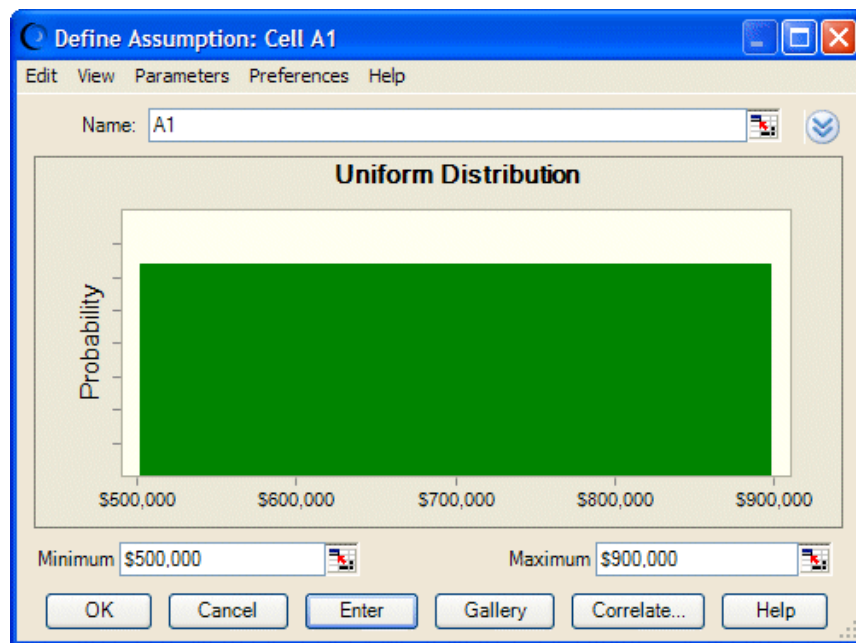 Define Assumption: Cell A1
Edit View Parameters Preferences Help
Name: A1
Uniform Distribution
Probability
$500,000 $600,000 $700,000 $800,000 $900,000
Minimum $500,000 Maximum $900,000
OK Cancel Enter Gallery Correlate... Help